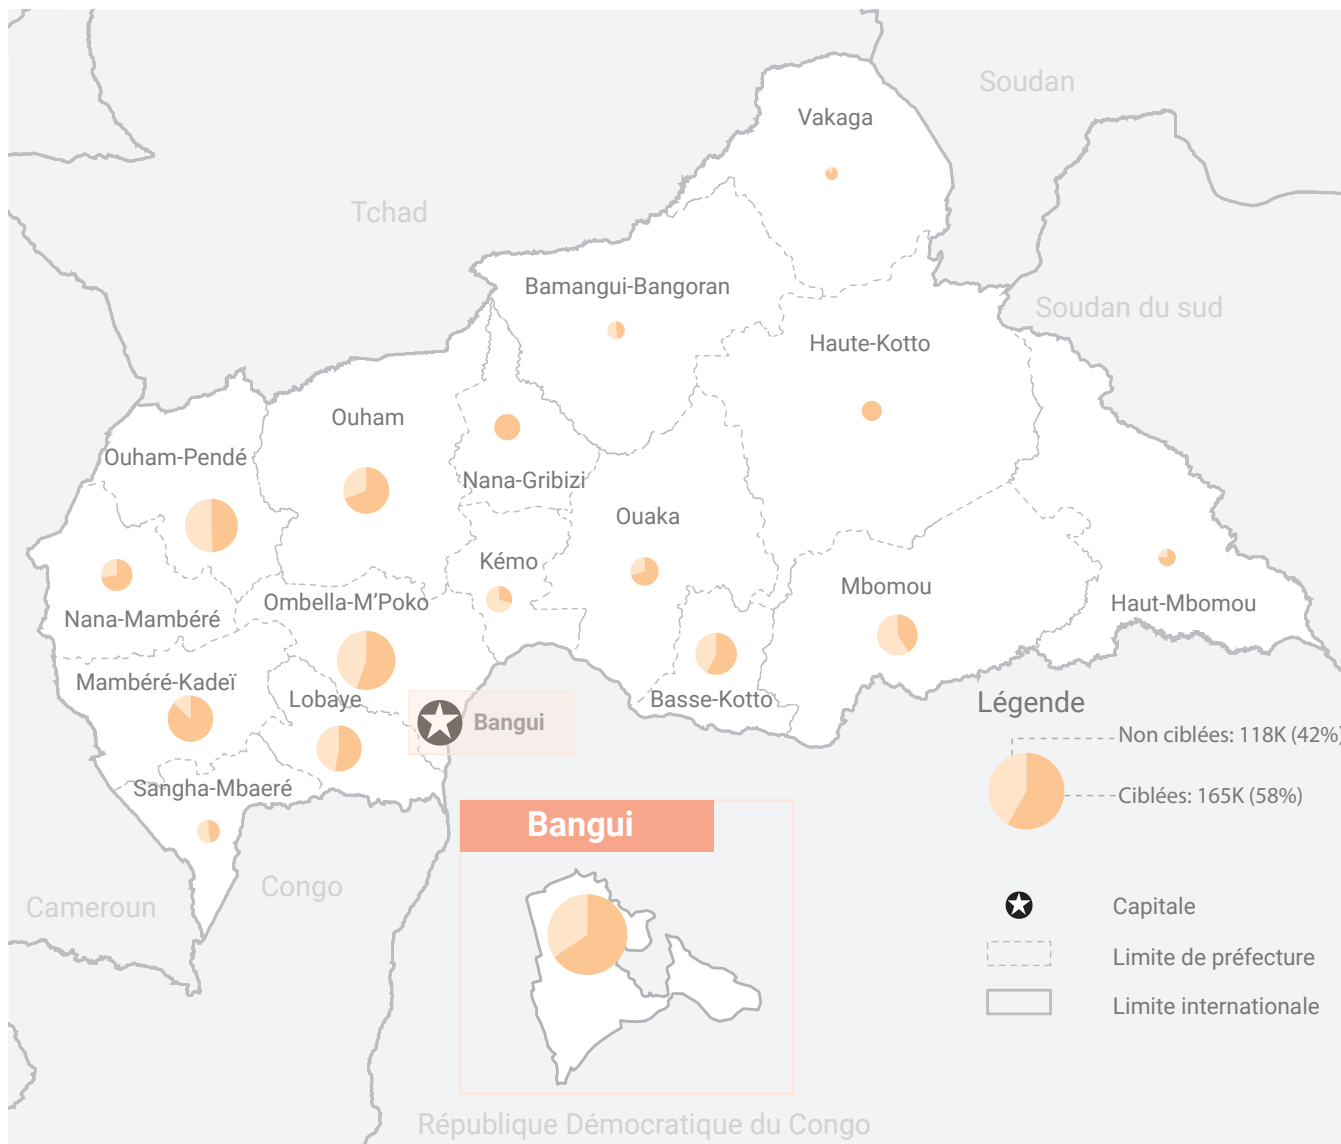 Soudan
Vakaga
Tchad
Bamangui-Bangoran
Soudan du sud
Haute-Kotto
Ouham
Ouham-Pendé
Nana-Gribizi
Ouaka
Kémo
Mbomou
Ombella-M'Poko
Haut-Mbomou
Nana-Mambéré
Mambéré-Kadeï
Lobaye
Basse-Kotto
Bangui
Sangha-Mbaeré
Légende
Non ciblées: 118K (42%)
Ciblées: 165K (58%)
Bangui
Congo
Cameroun
Capitale
Limite de préfecture
Limite internationale
République Démocratique du Congo